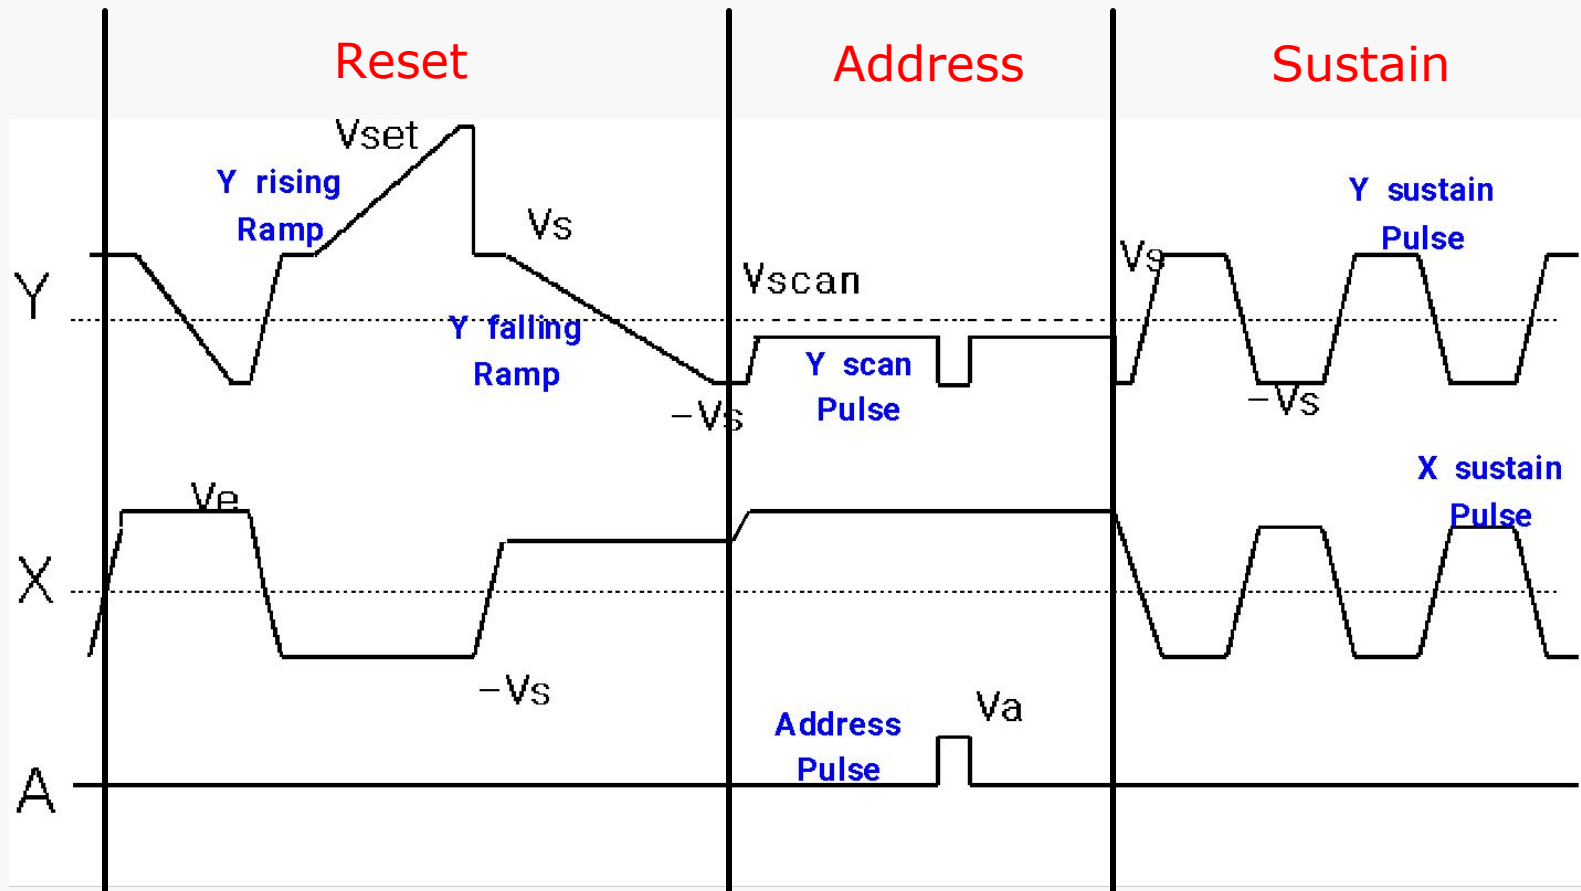 Reset
Address
Sustain
Vset
Y rising
Ramp
Vs
Y falling
Ramp
-Vs
Vscan
Y scan
Pulse
Y sustain
Pulse
Vs
-Vs
Y
X sustain
Pulse
Ve
X
-Vs
Address
Pulse
Va
A